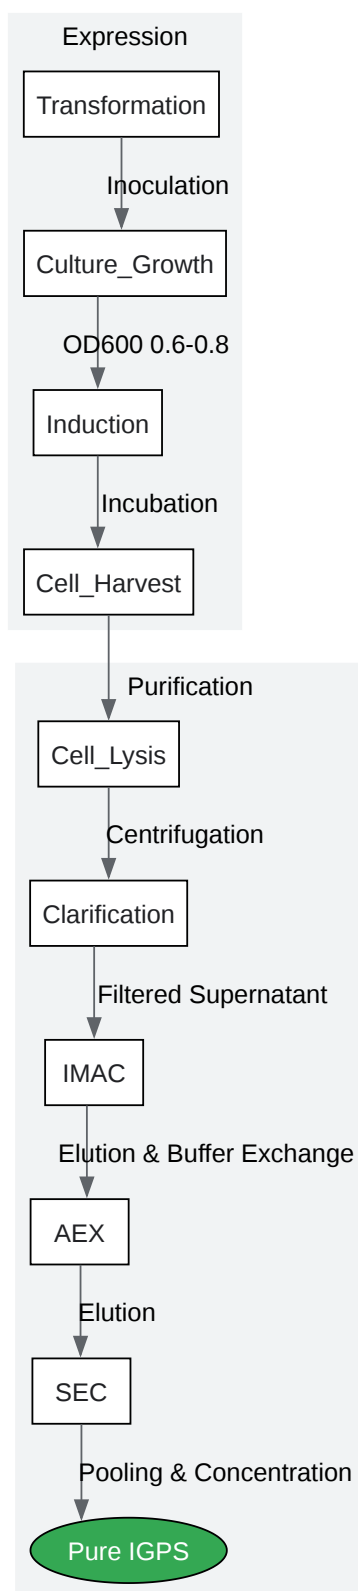 Expression
Transformation
Inoculation
Culture_Growth
OD600 0.6-0.8
Induction
Incubation
Cell_Harvest
Purification
Cell_Lysis
Centrifugation
Clarification
Filtered Supernatant
IMAC
Elution & Buffer Exchange
AEX
Elution
SEC
Pooling & Concentration
Pure IGPS